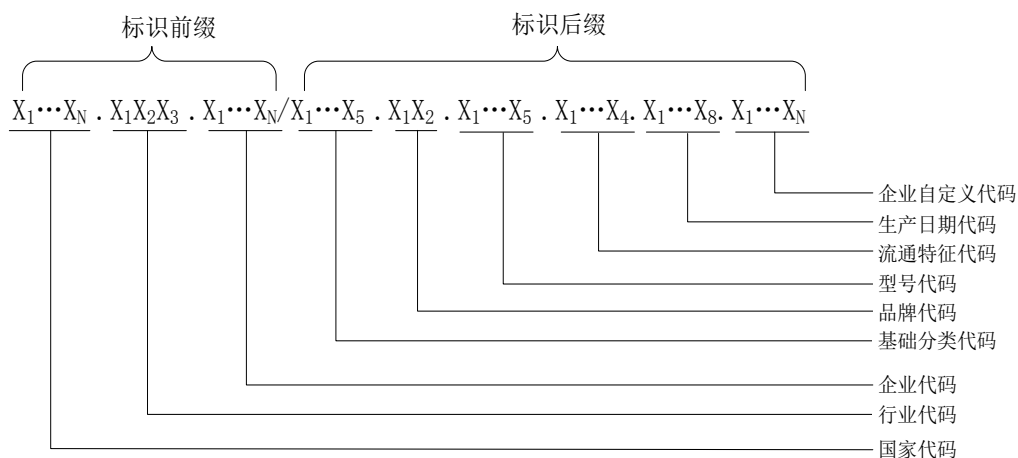 标识前缀 标识后缀
X₁···X_N . X₁X₂X₃ . X₁···X_N/X₁···X₅ . X₁X₂ . X₁···X₅ . X₁···X₄. X₁···X₈. X₁···X_N
企业自定义代码
生产日期代码
流通特征代码
型号代码
品牌代码
基础分类代码
企业代码
行业代码
国家代码